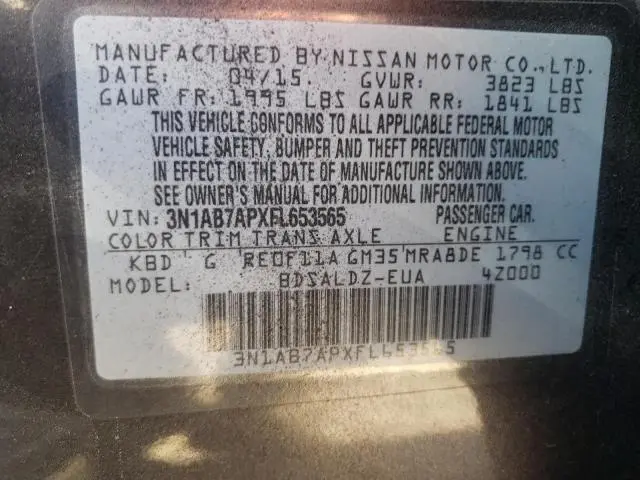 MANUFACTURED BY NISSAN MOTOR CO., LTD.
DATE: 04/15. GVWR: 3823 LBS
GAWR FR: 1995 LBS GAWR RR: 1841 LBS
THIS VEHICLE CONFORMS TO ALL APPLICABLE FEDERAL MOTOR
VEHICLE SAFETY, BUMPER AND THEFT PREVENTION STANDARDS
IN EFFECT ON THE DATE OF MANUFACTURE SHOWN ABOVE.
SEE OWNER'S MANUAL FOR ADDITIONAL INFORMATION.
VIN: 3N1AB7APXFL653565 PASSENGER CAR.
COLOR TRIM TRANS AXLE ENGINE
KBD G RE0F11A GM35 MRA8DE 1798 CC
MODEL: BDSALDZ-EUA 4Z000
3N1AB7APXFL653565